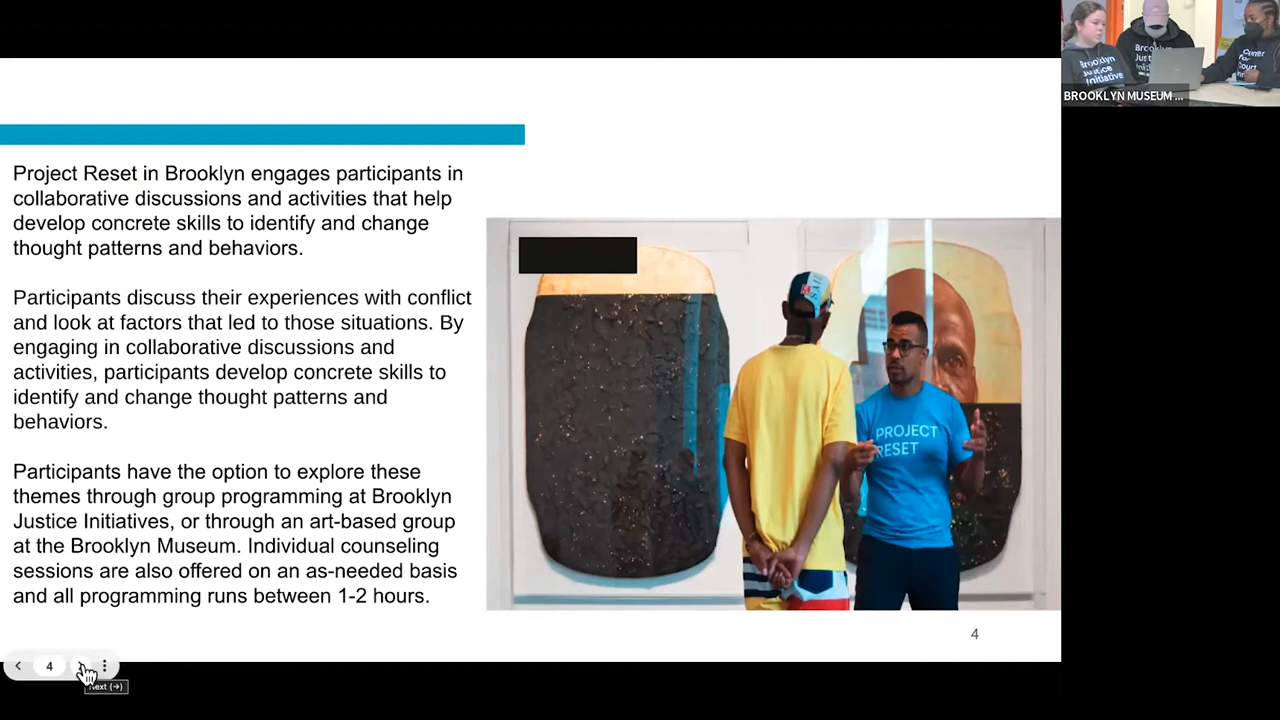 Brooklyn
Justice
Initiative
Brooklyn
BROOKLYN MUSEUM ...
Project Reset in Brooklyn engages participants in
collaborative discussions and activities that help
develop concrete skills to identify and change
thought patterns and behaviors.
Participants discuss their experiences with conflict
and look at factors that led to those situations. By
engaging in collaborative discussions and
activities, participants develop concrete skills to
identify and change thought patterns and
behaviors.
Participants have the option to explore these
themes through group programming at Brooklyn
Justice Initiatives, or through an art-based group
at the Brooklyn Museum. Individual counseling
sessions are also offered on an as-needed basis
and all programming runs between 1-2 hours.
PROJECT
RESET
4
4
Next (→)